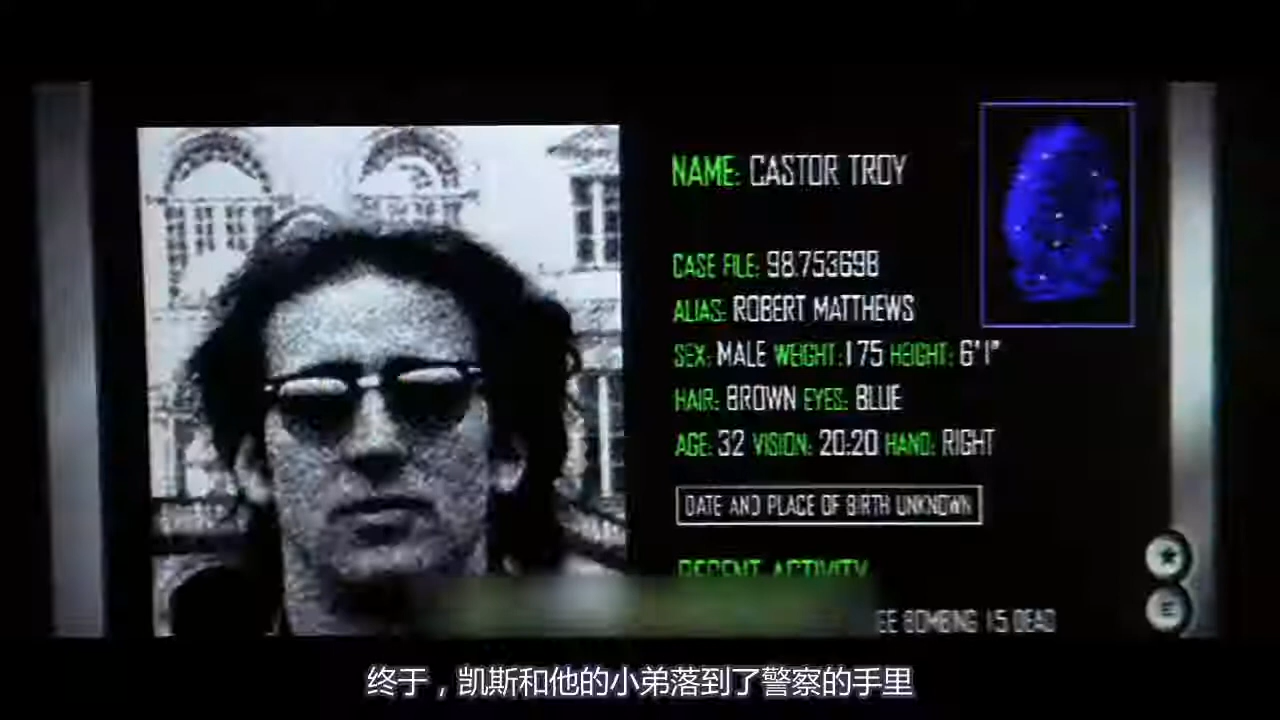 NAME: CASTOR TROY
CASE FILE: 98.753698
ALIAS: ROBERT MATTHEWS
SEX: MALE WEIGHT: 175 HEIGHT: 6'1"
HAIR: BROWN EYES: BLUE
AGE: 32 VISION: 20:20 HAND: RIGHT
DATE AND PLACE OF BIRTH UNKNOWN
RECENT ACTIVITY
BOMBING 15 DEAD
E
终于，凯斯和他的小弟落到了警察的手里